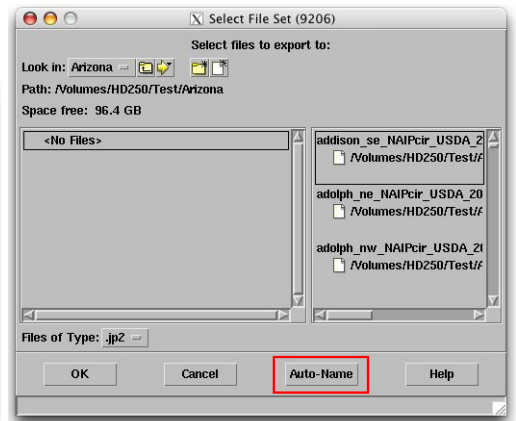 Select File Set (9206)
Select files to export to:
Look in: Arizona
Path: /Volumes/HD250/Test/Arizona
Space free: 96.4 GB
<No Files>
addison_se_NAIPcir_USDA_2
/Volumes/HD250/Test/A
adolph_ne_NAIPcir_USDA_20
/Volumes/HD250/Test/A
adolph_nw_NAIPcir_USDA_20
/Volumes/HD250/Test/A
Files of Type: .jp2
OK Cancel Auto-Name Help